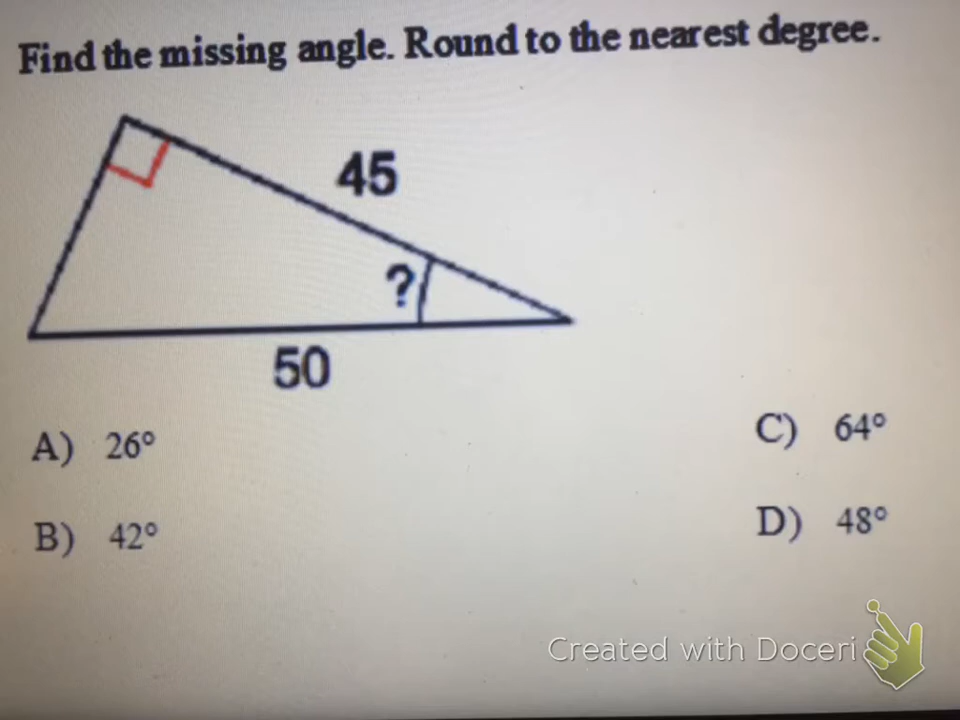 Find the missing angle. Round to the nearest degree.
45
?
50
A) 26°
C) 64°
B) 42°
D) 48°
Created with Doceri